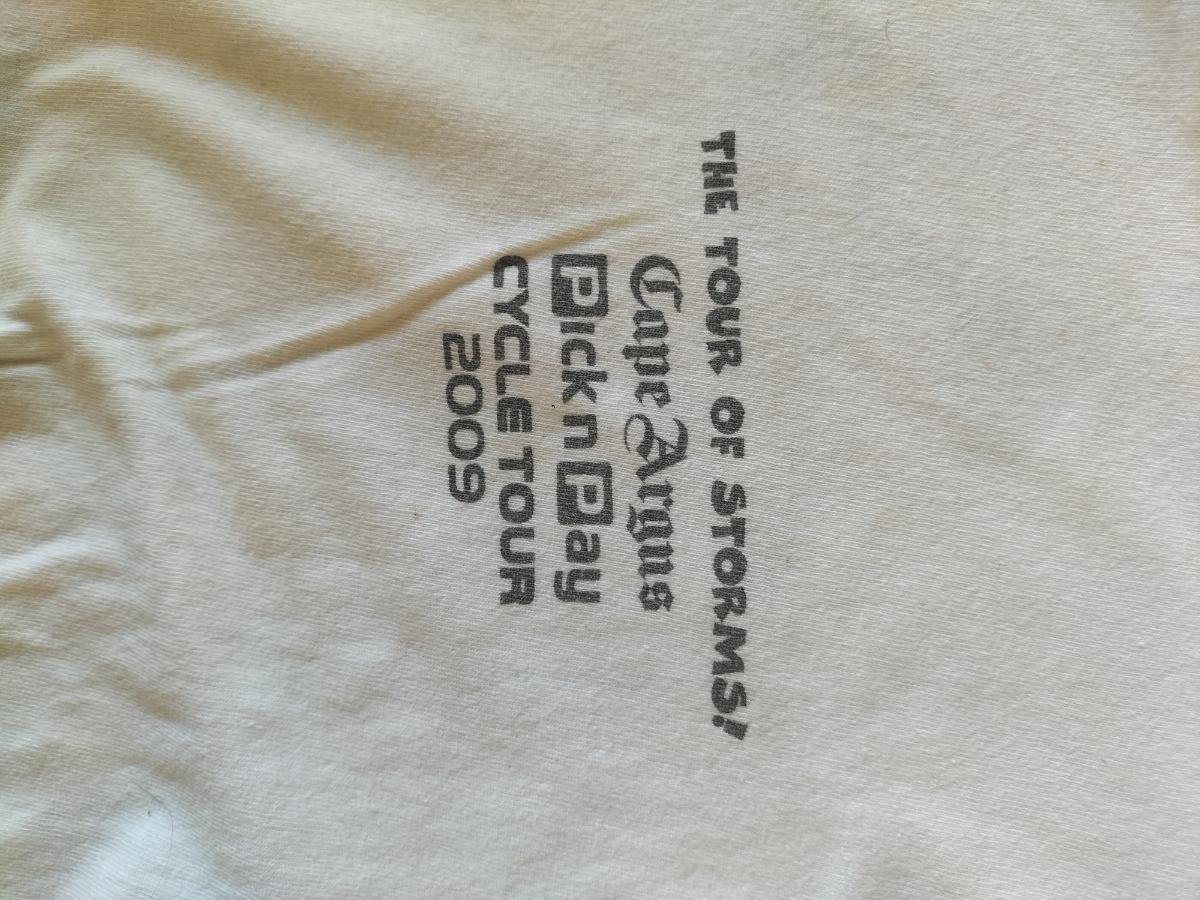 THE TOUR OF STORMS!
Cape Argus
Pick n Pay
CYCLE TOUR
2009